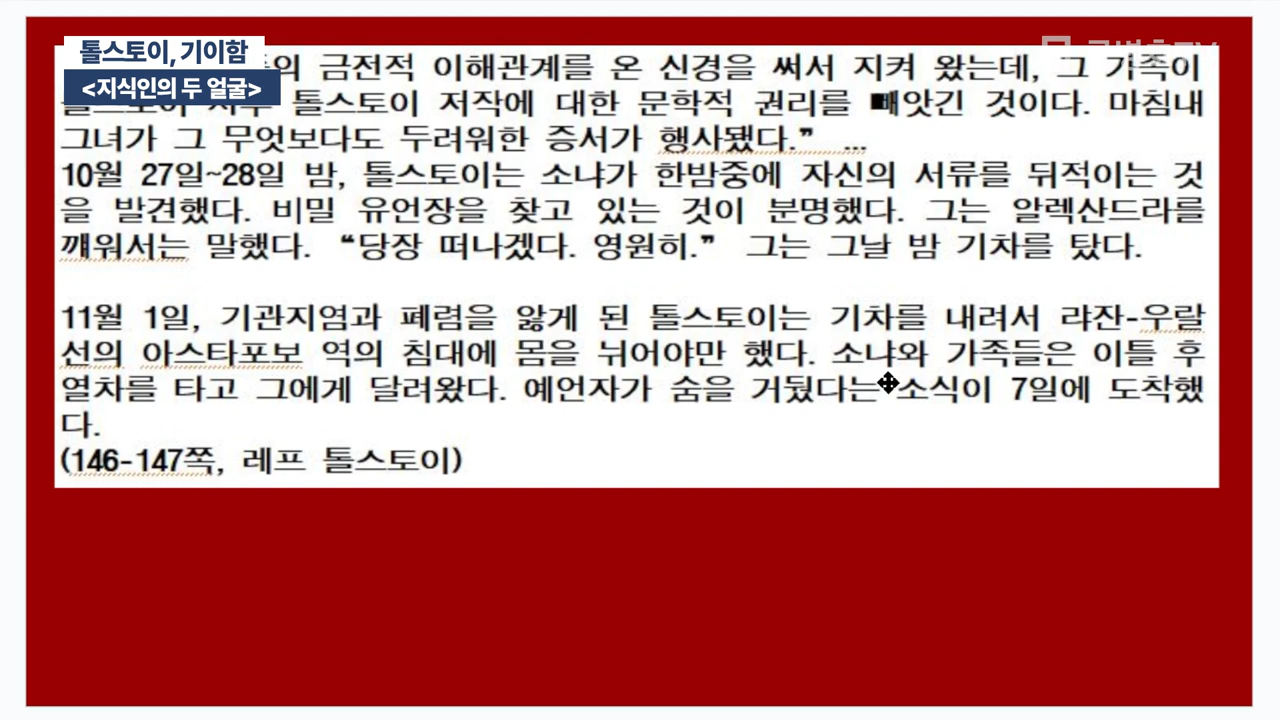 톨스토이, 기이함
<지식인의 두 얼굴>
금전적 이해관계를 온 신경을 써서 지켜 왔는데, 그 가족이
톨스토이 사후 톨스토이 저작에 대한 문학적 권리를 빼앗긴 것이다. 마침내
그녀가 그 무엇보다도 두려워한 증서가 행사됐다.” ...
10월 27일~28일 밤, 톨스토이는 소냐가 한밤중에 자신의 서류를 뒤적이는 것
을 발견했다. 비밀 유언장을 찾고 있는 것이 분명했다. 그는 알렉산드라를
깨워서는 말했다. “당장 떠나겠다. 영원히.” 그는 그날 밤 기차를 탔다.
11월 1일, 기관지염과 폐렴을 앓게 된 톨스토이는 기차를 내려서 랴잔-우랄
선의 아스타포보 역의 침대에 몸을 뉘어야만 했다. 소냐와 가족들은 이틀 후
열차를 타고 그에게 달려왔다. 예언자가 숨을 거뒀다는 소식이 7일에 도착했
다.
(146-147쪽, 레프 톨스토이)